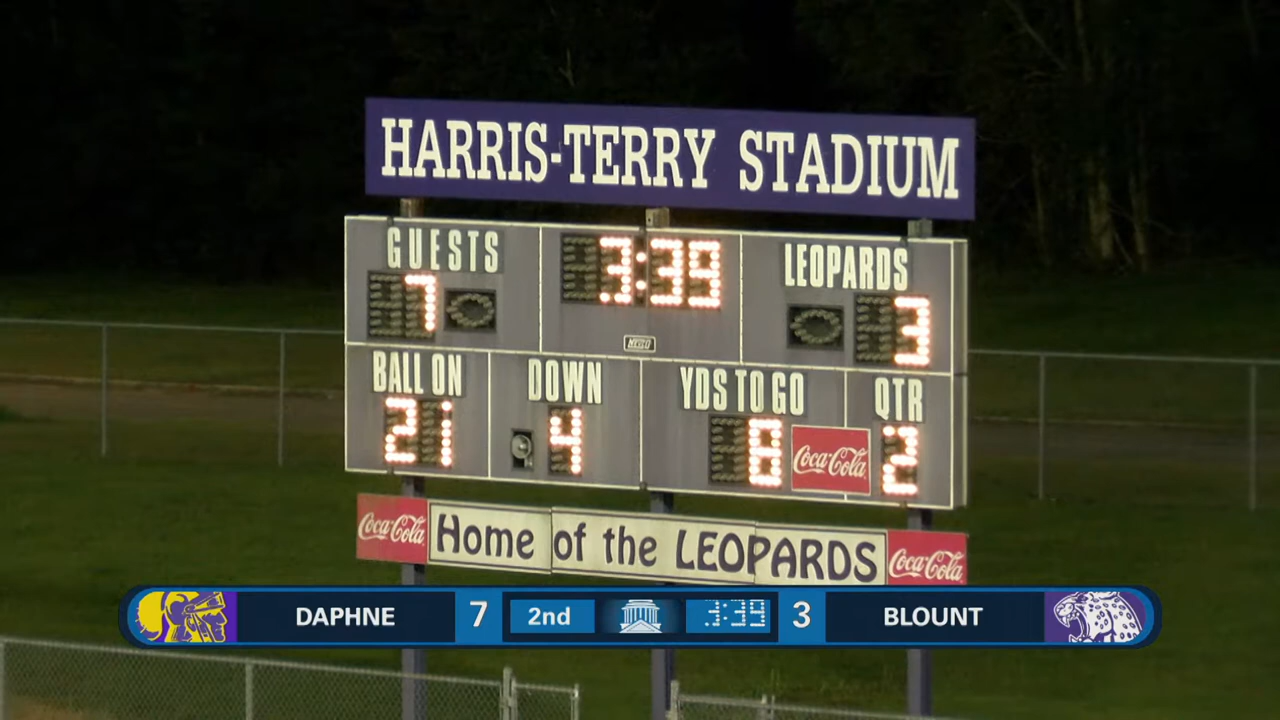 HARRIS-TERRY STADIUM
GUESTS
3:39
LEOPARDS
7
3
NEVCO
BALL ON
DOWN
YDS TO GO
QTR
21
4
8
Coca-Cola
2
Coca-Cola
Home of the LEOPARDS
Coca-Cola
DAPHNE 7 2nd 3:39 3 BLOUNT